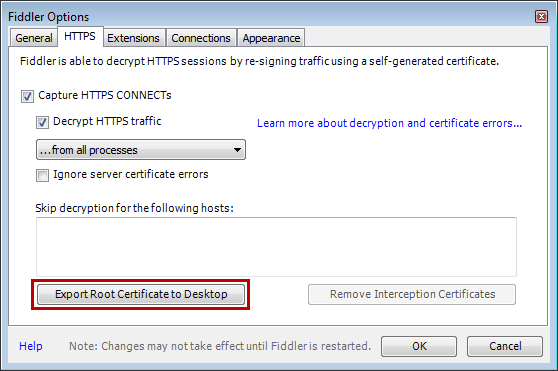 Fiddler Options
General HTTPS Extensions Connections Appearance
Fiddler is able to decrypt HTTPS sessions by re-signing traffic using a self-generated certificate.
Capture HTTPS CONNECTs
Decrypt HTTPS traffic Learn more about decryption and certificate errors...
...from all processes
Ignore server certificate errors
Skip decryption for the following hosts:
Export Root Certificate to Desktop Remove Interception Certificates
Help Note: Changes may not take effect until Fiddler is restarted. OK Cancel